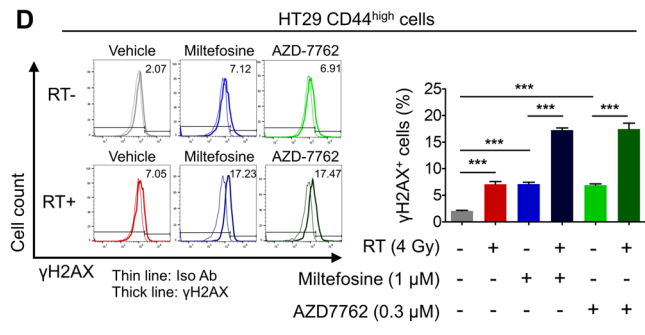 D
HT29 CD44high cells
Vehicle Miltefosine AZD-7762
RT-
2.07 7.12 6.91
Vehicle Miltefosine AZD-7762
RT+
7.05 17.23 17.47
Cell count
γH2AX
Thin line: Iso Ab
Thick line: γH2AX
γH2AX+ cells (%)
25
20
15
10
5
0
***
*** ***
***
***
RT (4 Gy) - + - + - +
Miltefosine (1 μM) - - + + - -
AZD7762 (0.3 μM) - - - - + +